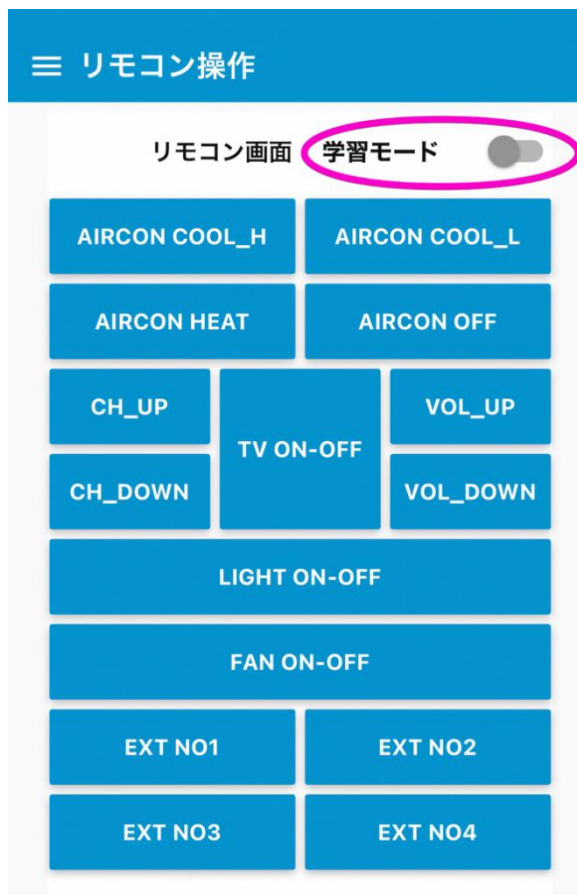 リモコン操作
リモコン画面 学習モード
AIRCON COOL_H AIRCON COOL_L
AIRCON HEAT AIRCON OFF
CH_UP VOL_UP
TV ON-OFF
CH_DOWN VOL_DOWN
LIGHT ON-OFF
FAN ON-OFF
EXT NO1 EXT NO2
EXT NO3 EXT NO4